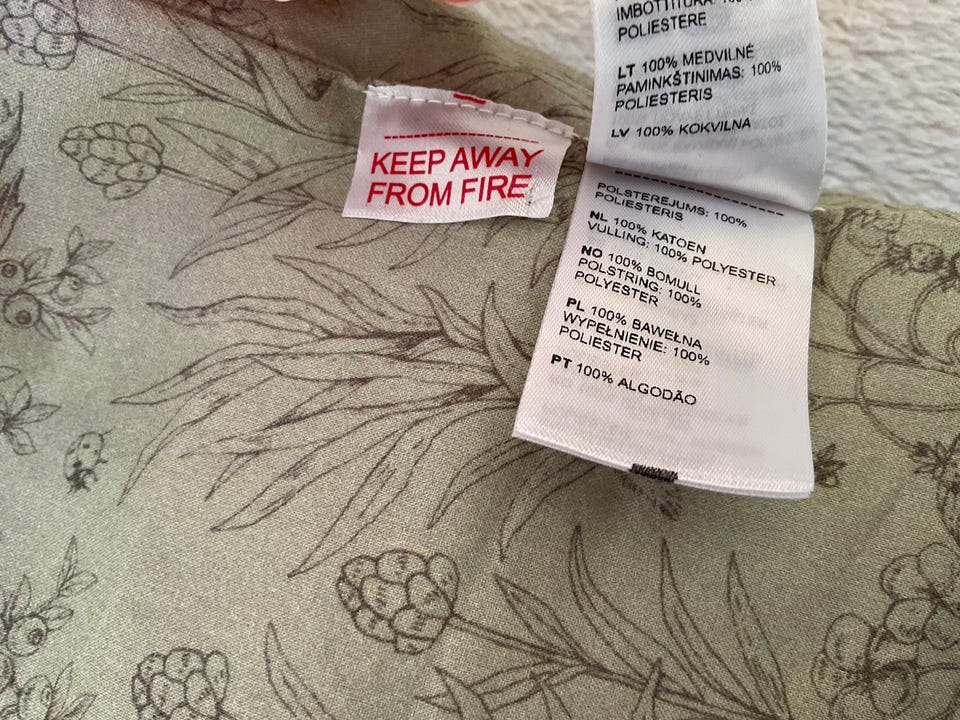 KEEP AWAY
FROM FIRE
IMBOTTITURA: 100%
POLIESTERE
LT 100% MEDVILNĖ
PAMINKŠTINIMAS: 100%
POLIESTERIS
LV 100% KOKVILNA
POLSTERĒJUMS: 100%
POLIESTERIS
NL 100% KATOEN
VULLING: 100% POLYESTER
NO 100% BOMULL
POLSTRING: 100%
POLYESTER
PL 100% BAWEŁNA
WYPEŁNIENIE: 100%
POLIESTER
PT 100% ALGODÃO